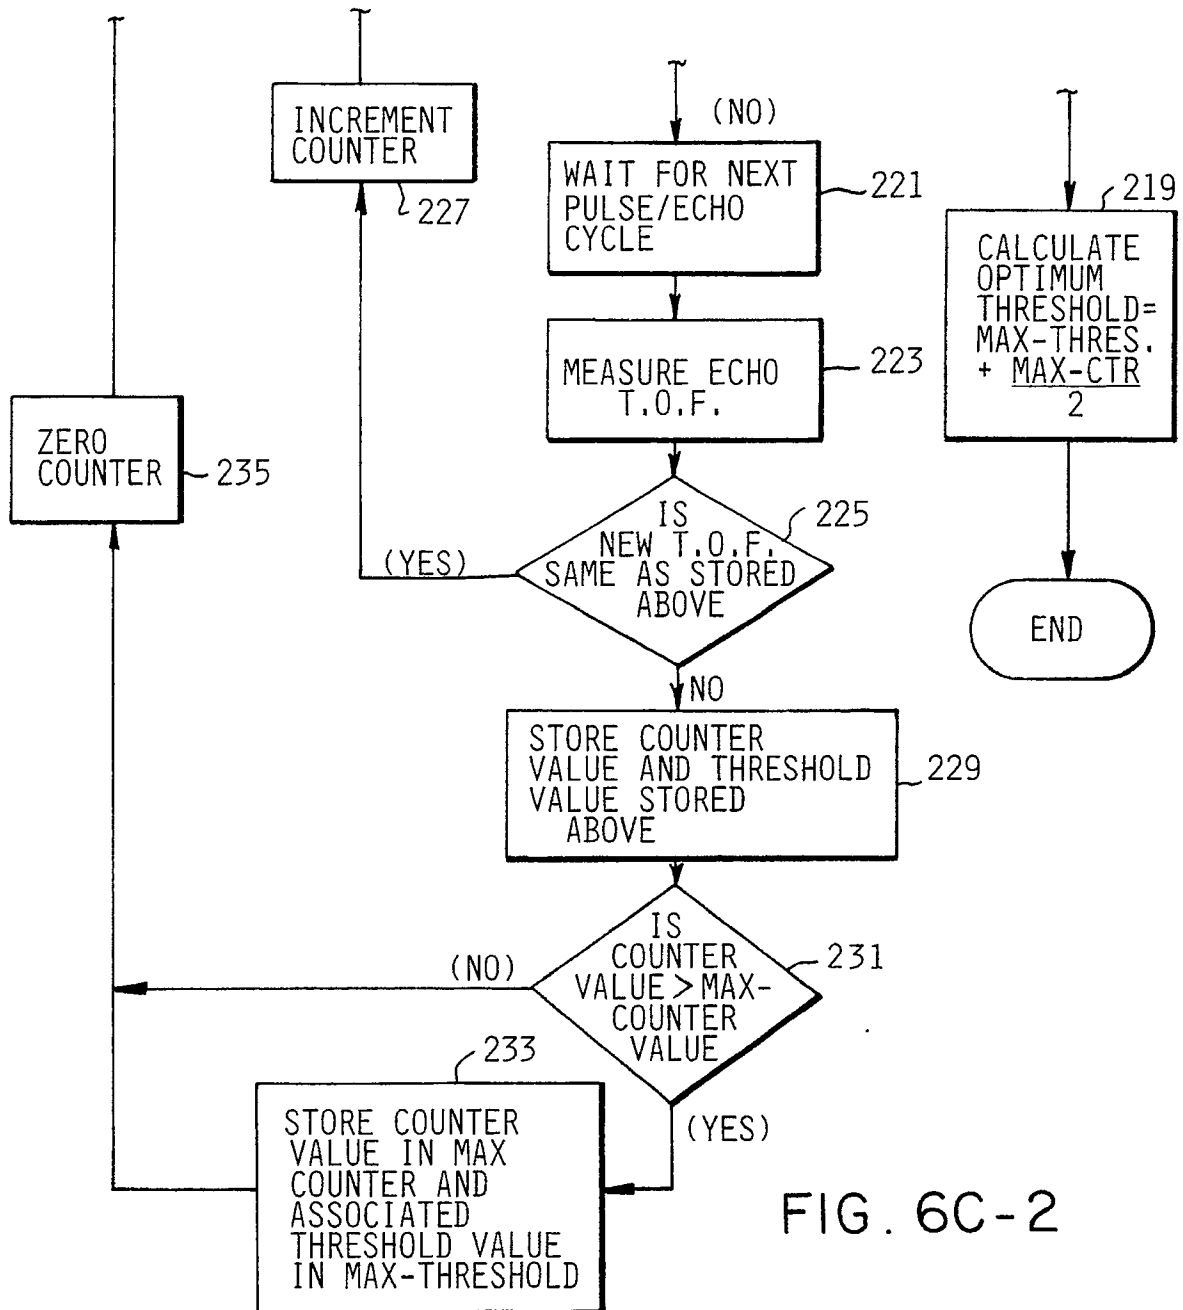 INCREMENT
COUNTER
227
(NO)
WAIT FOR NEXT
PULSE/ECHO
CYCLE
221
219
CALCULATE
OPTIMUM
THRESHOLD=
MAX-THRES.
+ MAX-CTR
2
MEASURE ECHO
T.O.F.
223
ZERO
COUNTER
235
IS
NEW T.O.F.
SAME AS STORED
ABOVE
225
(YES)
END
NO
STORE COUNTER
VALUE AND THRESHOLD
VALUE STORED
ABOVE
229
IS
COUNTER
VALUE > MAX-
COUNTER
VALUE
231
(NO)
(YES)
233
STORE COUNTER
VALUE IN MAX
COUNTER AND
ASSOCIATED
THRESHOLD VALUE
IN MAX-THRESHOLD
FIG. 6C-2